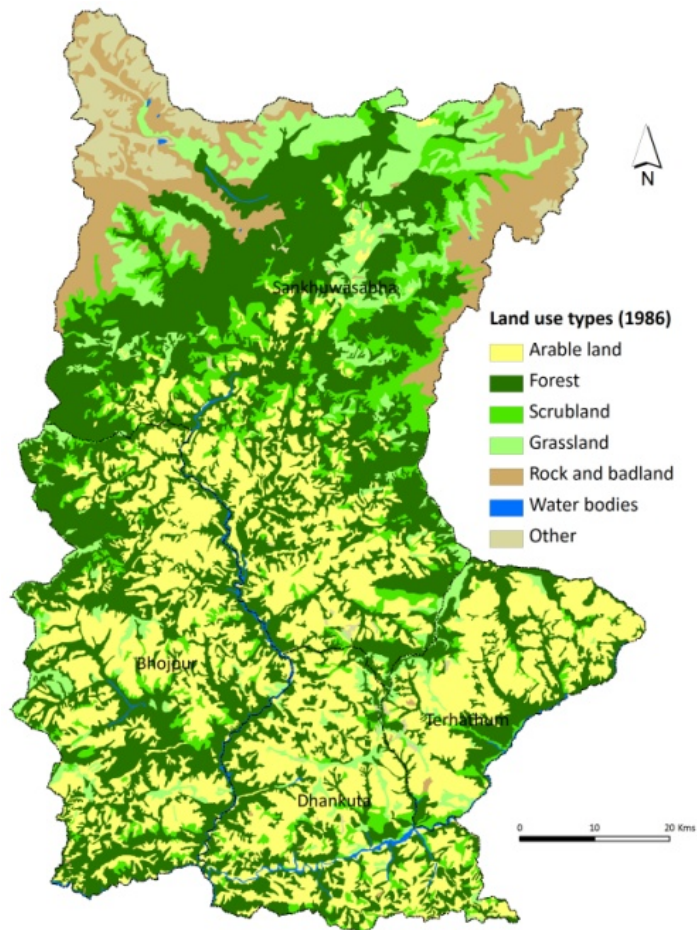 N
Sankhuwasabha
Land use types (1986)
Arable land
Forest
Scrubland
Grassland
Rock and badland
Water bodies
Other
Bhojpur
Terhathum
Dhankuta
0 10 20 Kms